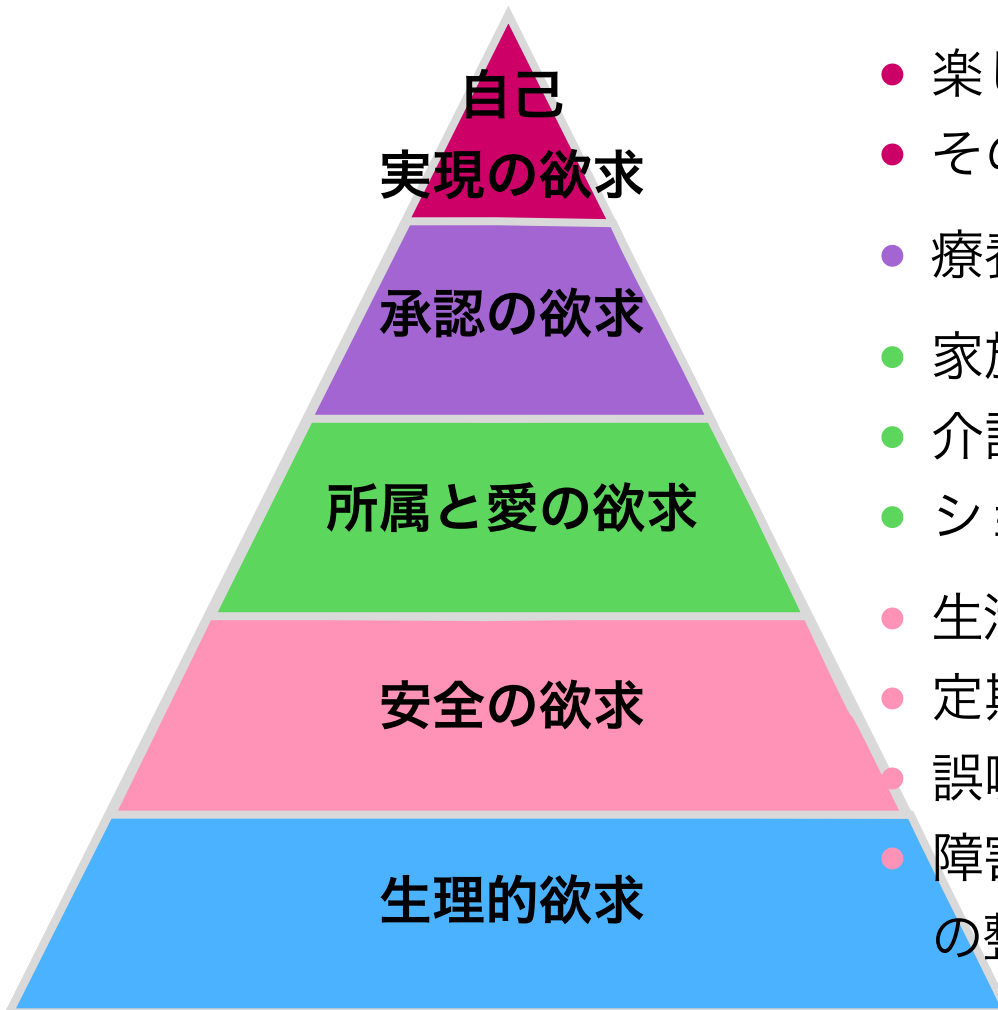 自己
実現の欲求
承認の欲求
所属と愛の欲求
安全の欲求
生理的欲求
楽し
その
療養
家族
介護
ショ
生活
定期
誤嚥
障害
の整